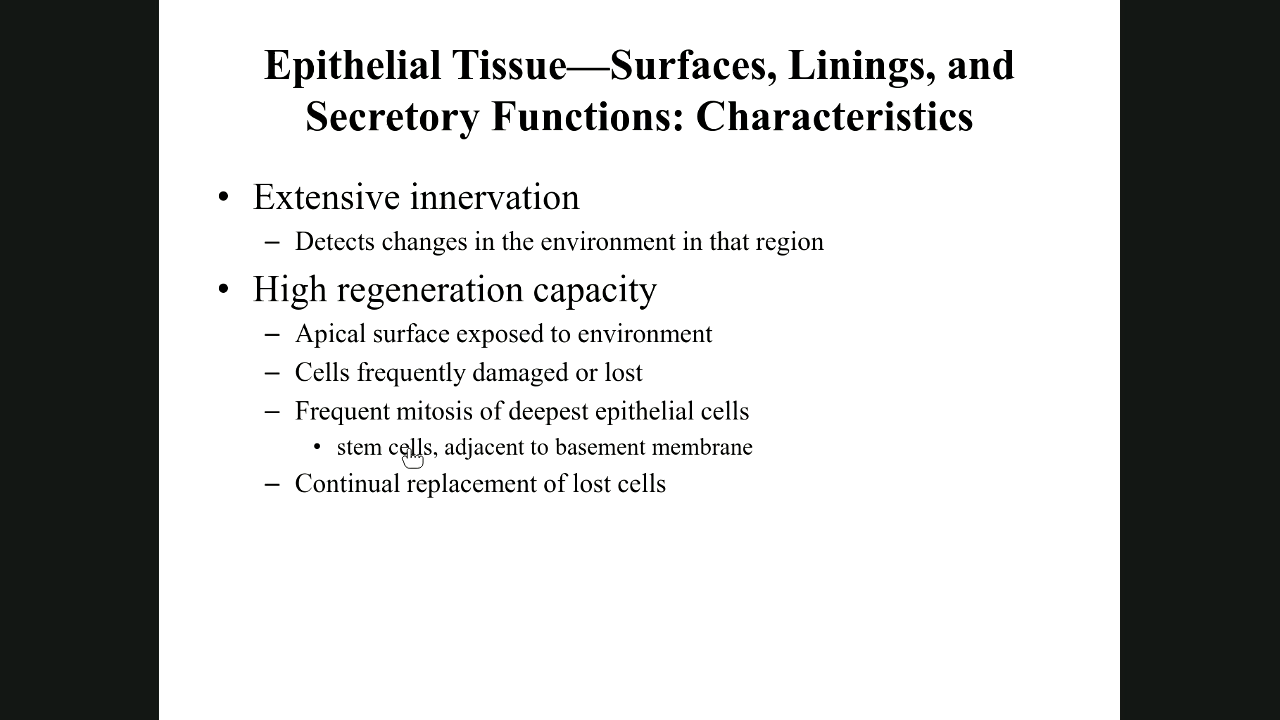 Epithelial Tissue—Surfaces, Linings, and
Secretory Functions: Characteristics
• Extensive innervation
– Detects changes in the environment in that region
• High regeneration capacity
– Apical surface exposed to environment
– Cells frequently damaged or lost
– Frequent mitosis of deepest epithelial cells
• stem cells, adjacent to basement membrane
– Continual replacement of lost cells